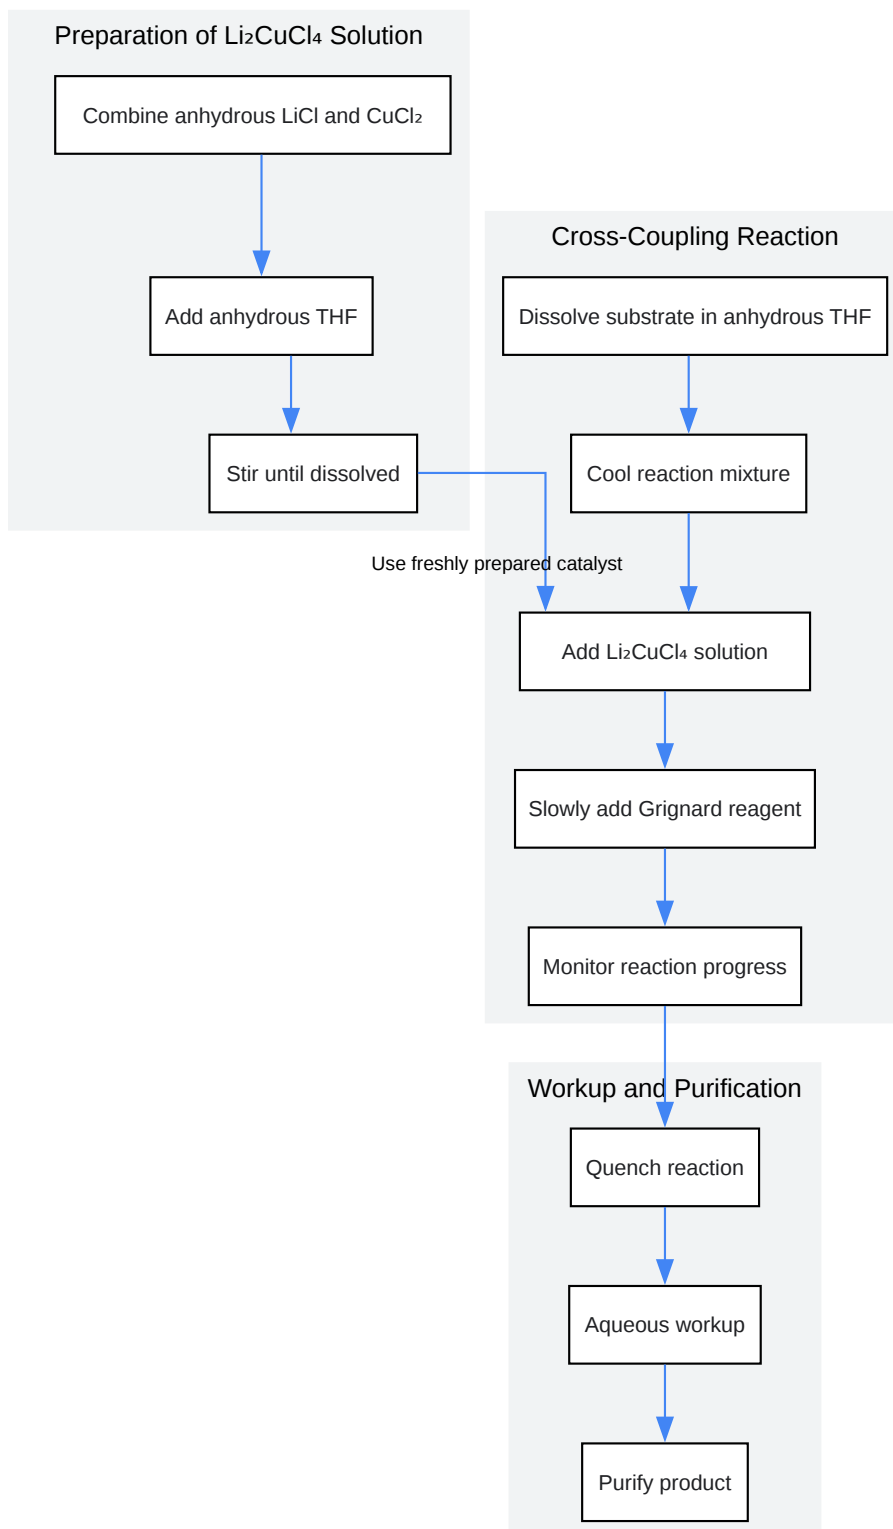 Preparation of Li₂CuCl₄ Solution
Combine anhydrous LiCl and CuCl₂
Add anhydrous THF
Stir until dissolved
Use freshly prepared catalyst
Cross-Coupling Reaction
Dissolve substrate in anhydrous THF
Cool reaction mixture
Add Li₂CuCl₄ solution
Slowly add Grignard reagent
Monitor reaction progress
Workup and Purification
Quench reaction
Aqueous workup
Purify product